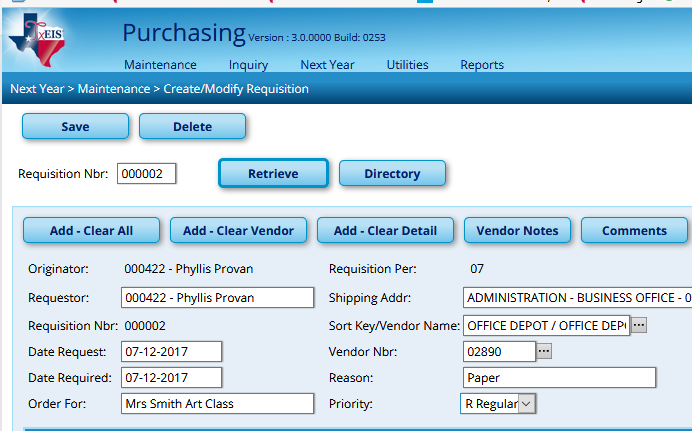 TxEIS
Purchasing Version : 3.0.0000 Build: 02S3
Maintenance Inquiry Next Year Utilities Reports
Next Year > Maintenance > Create/Modify Requisition
Save Delete
Requisition Nbr: 000002 Retrieve Directory
Add - Clear All Add - Clear Vendor Add - Clear Detail Vendor Notes Comments
Originator: 000422 - Phyllis Provan Requisition Per: 07
Requestor: 000422 - Phyllis Provan Shipping Addr: ADMINISTRATION - BUSINESS OFFICE - 0
Requisition Nbr: 000002 Sort Key/Vendor Name: OFFICE DEPOT / OFFICE DEP ...
Date Request: 07-12-2017 Vendor Nbr: 02890 ...
Date Required: 07-12-2017 Reason: Paper
Order For: Mrs Smith Art Class Priority: R Regular